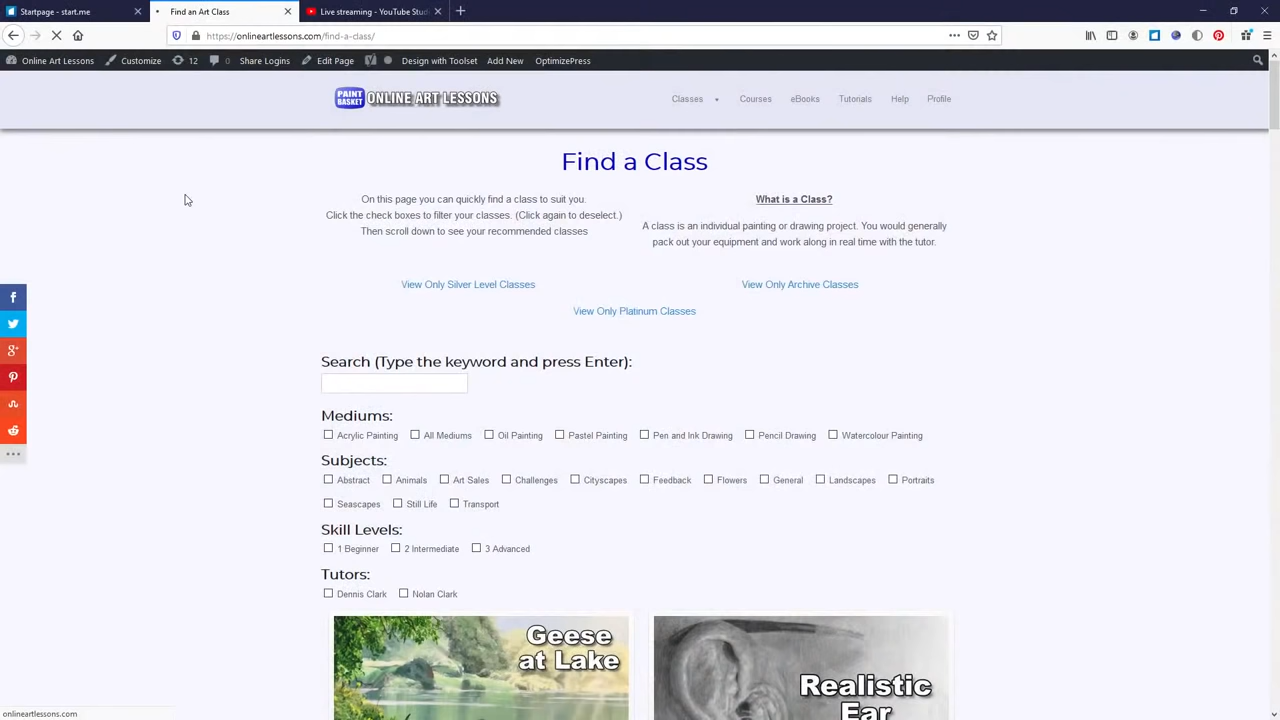 Startpage - start.me
Find an Art Class
Live streaming - YouTube Stud
https://onlineartlessons.com/find-a-class/
Online Art Lessons
Customize
12
0
Share Logins
Edit Page
Design with Toolset
Add New
OptimizePress
PAINT BASKET
ONLINE ART LESSONS
Classes
Courses
eBooks
Tutorials
Help
Profile
Find a Class
On this page you can quickly find a class to suit you.
Click the check boxes to filter your classes. (Click again to deselect.)
Then scroll down to see your recommended classes
What is a Class?
A class is an individual painting or drawing project. You would generally
pack out your equipment and work along in real time with the tutor.
View Only Silver Level Classes
View Only Archive Classes
View Only Platinum Classes
Search (Type the keyword and press Enter):
Mediums:
Acrylic Painting All Mediums Oil Painting Pastel Painting Pen and Ink Drawing Pencil Drawing Watercolour Painting
Subjects:
Abstract Animals Art Sales Challenges Cityscapes Feedback Flowers General Landscapes Portraits
Seascapes Still Life Transport
Skill Levels:
1 Beginner 2 Intermediate 3 Advanced
Tutors:
Dennis Clark Nolan Clark
Geese
at Lake
Realistic
Ear
onlineartlessons.com